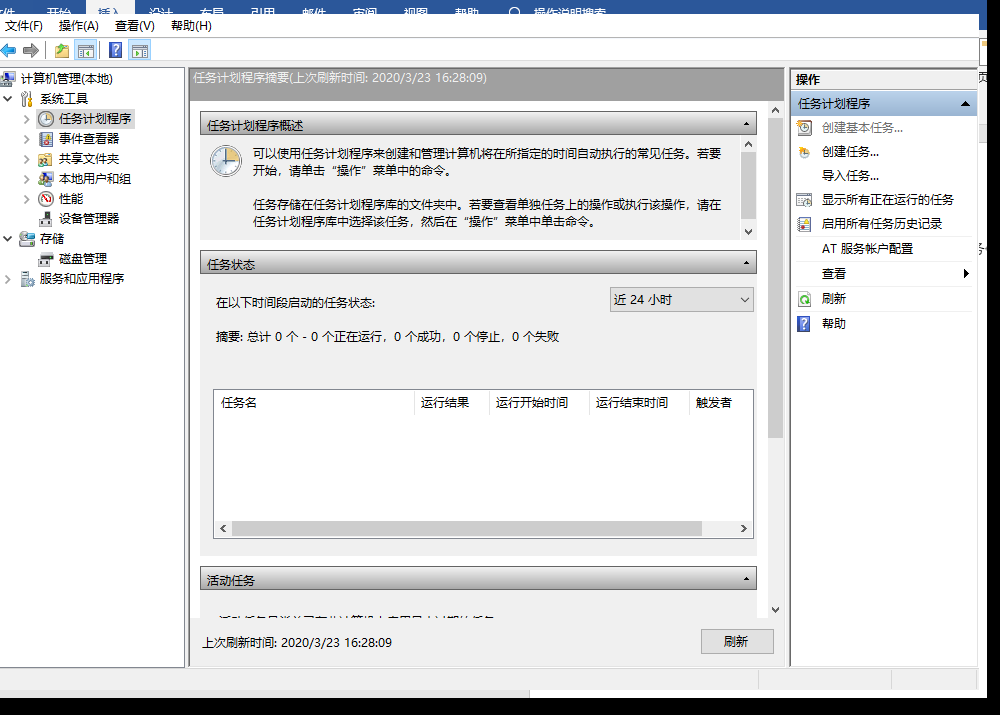 开始 插入 设计 布局 引用 邮件 审阅 视图 帮助 操作说明搜索
文件(F) 操作(A) 查看(V) 帮助(H)
计算机管理(本地)
系统工具
任务计划程序
事件查看器
共享文件夹
本地用户和组
性能
设备管理器
存储
磁盘管理
服务和应用程序
任务计划程序摘要(上次刷新时间: 2020/3/23 16:28:09)
任务计划程序概述
可以使用任务计划程序来创建和管理计算机将在所指定的时间自动执行的常见任务。若要
开始，请单击“操作”菜单中的命令。
任务存储在任务计划程序库的文件夹中。若要查看单独任务上的操作或执行该操作，请在
任务计划程序库中选择该任务，然后在“操作”菜单中单击命令。
任务状态
在以下时间段启动的任务状态:
近 24 小时
摘要: 总计 0 个 - 0 个正在运行，0 个成功，0 个停止，0 个失败
任务名 运行结果 运行开始时间 运行结束时间 触发者
活动任务
上次刷新时间: 2020/3/23 16:28:09
刷新
操作
任务计划程序
创建基本任务...
创建任务...
导入任务...
显示所有正在运行的任务
启用所有任务历史记录
AT 服务帐户配置
查看
刷新
帮助